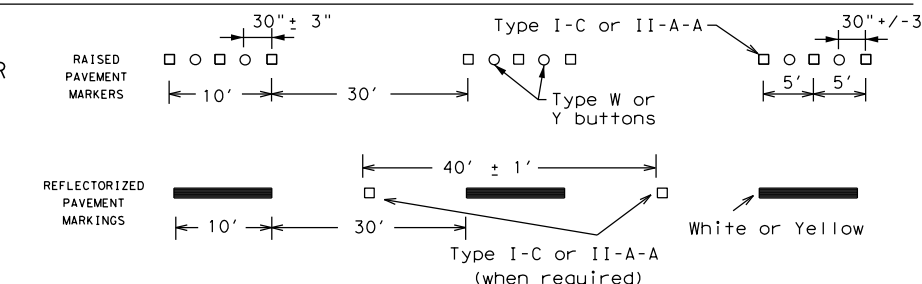 30" ± 3"
Type I-C or II-A-A
30"+/-3
R
RAISED
PAVEMENT
MARKERS
10'
30'
5'
5'
Type W or
Y buttons
40' ± 1'
REFLECTORIZED
PAVEMENT
MARKINGS
10'
30'
White or Yellow
Type I-C or II-A-A
(when required)